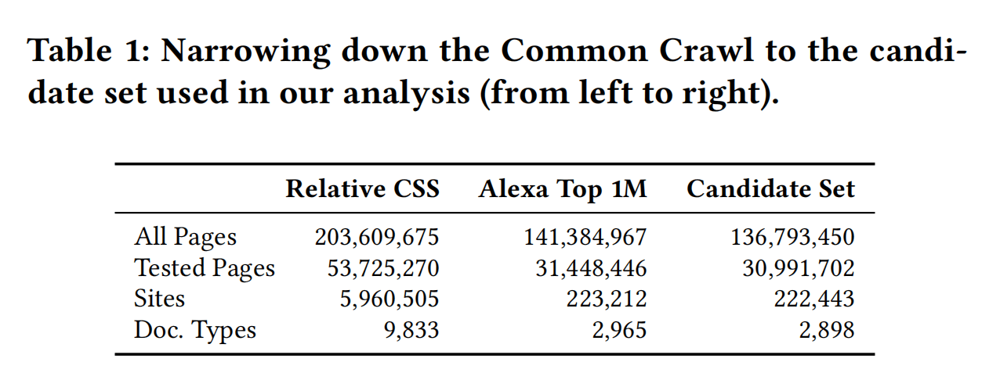 Table 1: Narrowing down the Common Crawl to the candi-
date set used in our analysis (from left to right).
Relative CSS Alexa Top 1M Candidate Set
All Pages 203,609,675 141,384,967 136,793,450
Tested Pages 53,725,270 31,448,446 30,991,702
Sites 5,960,505 223,212 222,443
Doc. Types 9,833 2,965 2,898